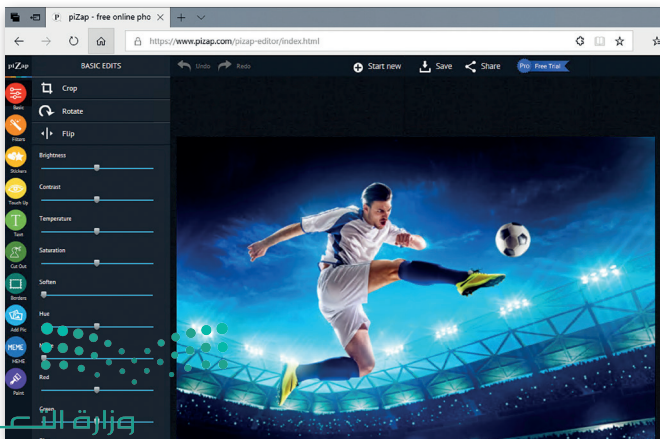 piZap - free online pho
https://www.pizap.com/pizap-editor/index.html
piZap
BASIC EDITS
Undo
Redo
Start new
Save
Share
Pro
Free Trial
Basic
Filters
Stickers
Touch Up
Text
Cut Out
Borders
Add Pic
MEME
MEME
Paint
Crop
Rotate
Flip
Brightness
Contrast
Temperature
Saturation
Soften
Hue
Red
Green
وزارة